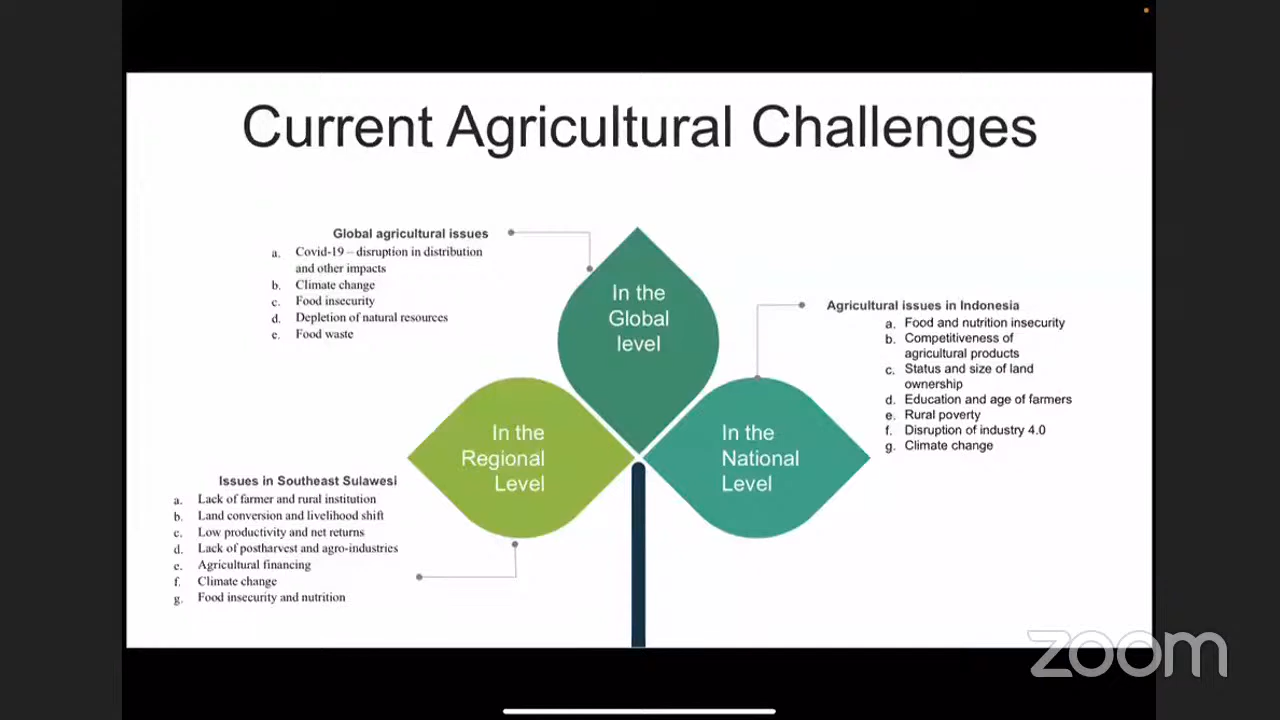 Current Agricultural Challenges
Global agricultural issues
a. Covid-19 – disruption in distribution
and other impacts
b. Climate change
c. Food insecurity
d. Depletion of natural resources
e. Food waste
In the
Global
level
Agricultural issues in Indonesia
a. Food and nutrition insecurity
b. Competitiveness of
agricultural products
c. Status and size of land
ownership
d. Education and age of farmers
e. Rural poverty
f. Disruption of industry 4.0
g. Climate change
In the
Regional
Level
In the
National
Level
Issues in Southeast Sulawesi
a. Lack of farmer and rural institution
b. Land conversion and livelihood shift
c. Low productivity and net returns
d. Lack of postharvest and agro-industries
e. Agricultural financing
f. Climate change
g. Food insecurity and nutrition
zoom